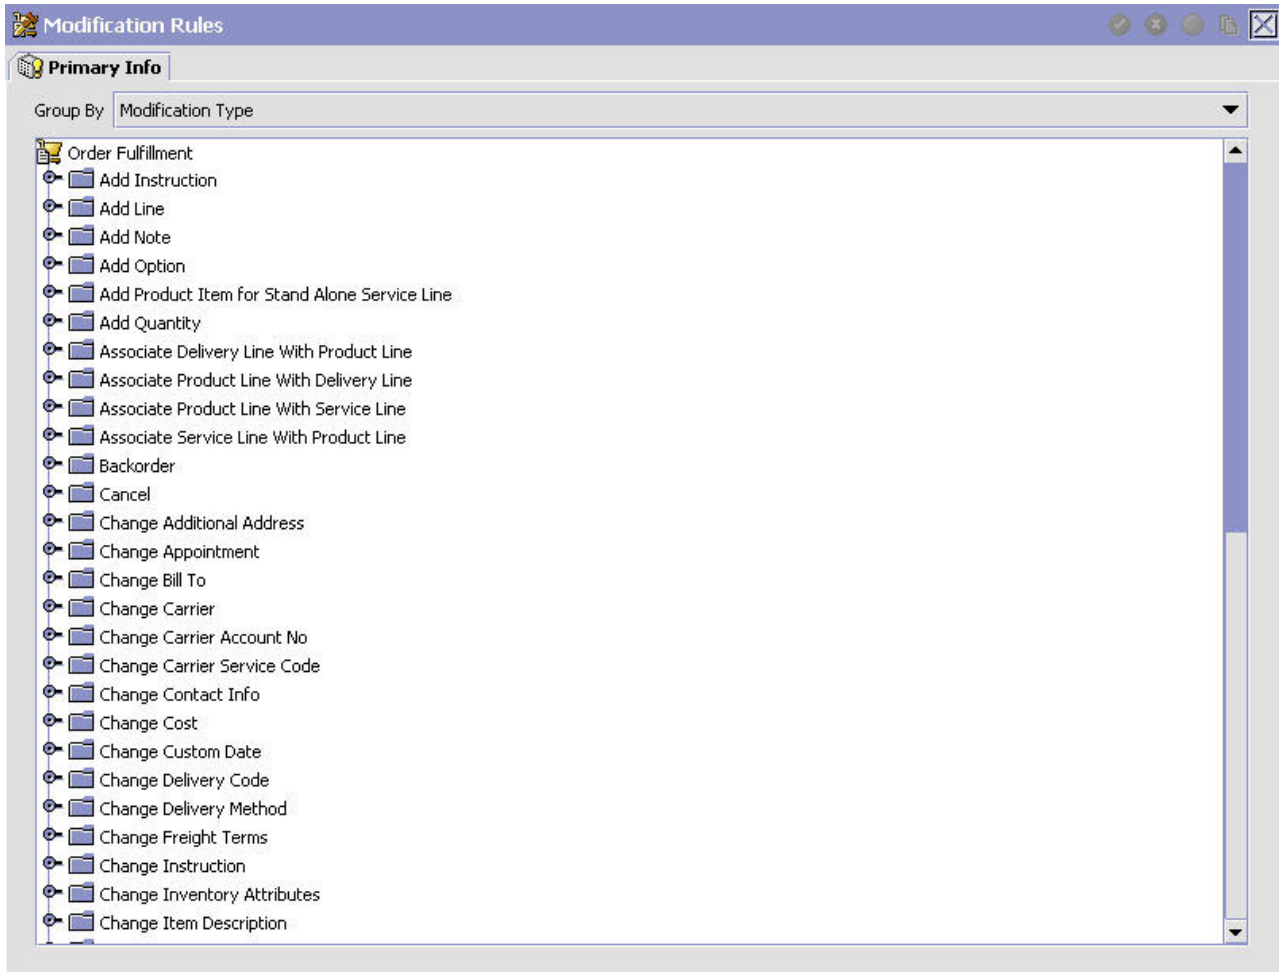 Modification Rules
Primary Info
Group By Modification Type
Order Fulfillment
Add Instruction
Add Line
Add Note
Add Option
Add Product Item for Stand Alone Service Line
Add Quantity
Associate Delivery Line With Product Line
Associate Product Line With Delivery Line
Associate Product Line With Service Line
Associate Service Line With Product Line
Backorder
Cancel
Change Additional Address
Change Appointment
Change Bill To
Change Carrier
Change Carrier Account No
Change Carrier Service Code
Change Contact Info
Change Cost
Change Custom Date
Change Delivery Code
Change Delivery Method
Change Freight Terms
Change Instruction
Change Inventory Attributes
Change Item Description